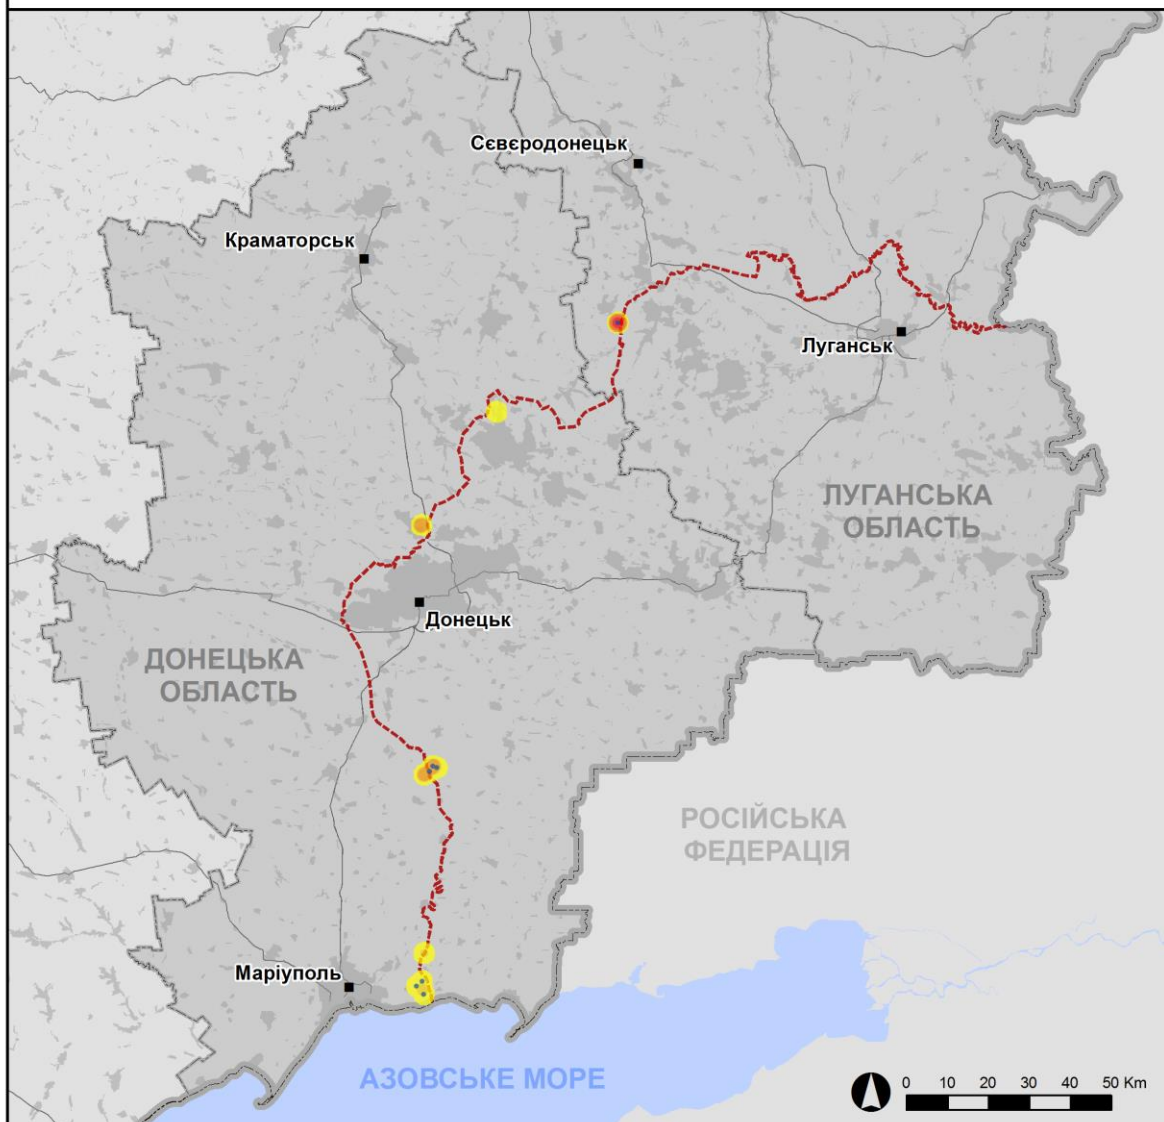 Сєвєродонецьк
Краматорськ
Луганськ
ЛУГАНСЬКА
ОБЛАСТЬ
Донецьк
ДОНЕЦЬКА
ОБЛАСТЬ
РОСІЙСЬКА
ФЕДЕРАЦІЯ
Маріуполь
АЗОВСЬКЕ МОРЕ
0 10 20 30 40 50 Km